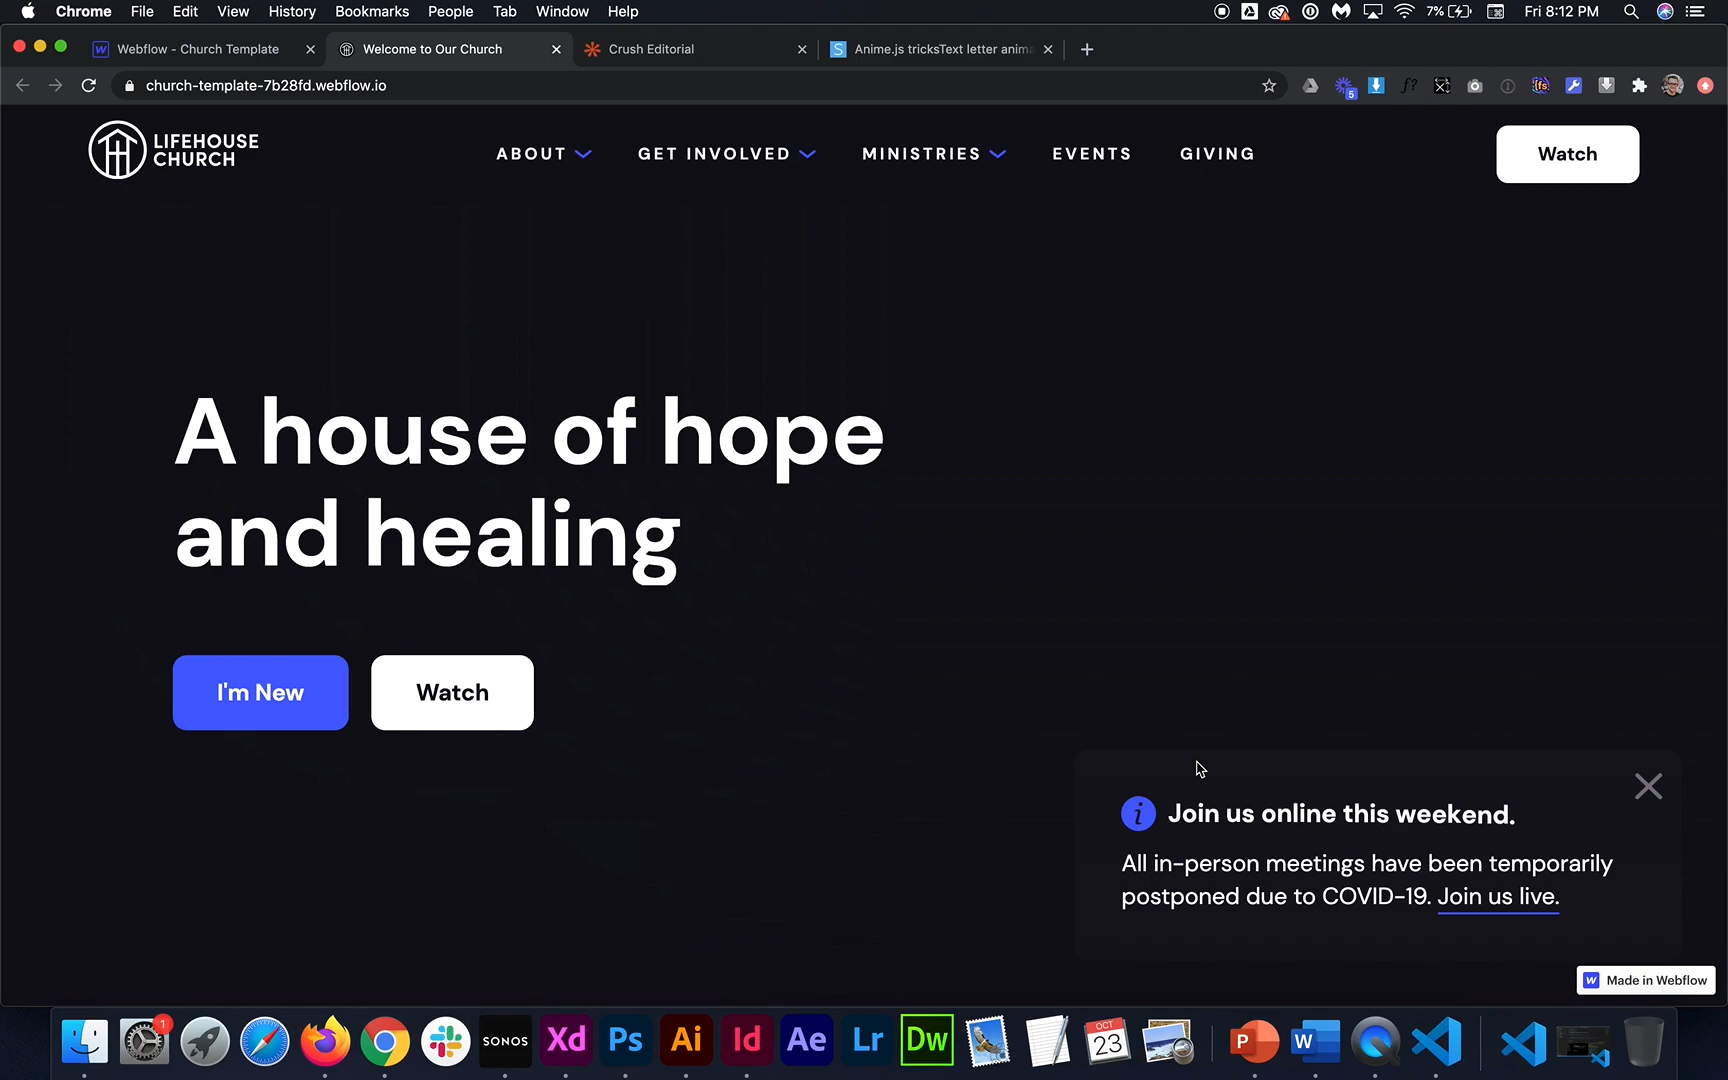 Chrome File Edit View History Bookmarks People Tab Window Help 7% Fri 8:12 PM
Webflow - Church Template Welcome to Our Church Crush Editorial Anime.js tricksText letter anima
church-template-7b28fd.webflow.io 5
LIFEHOUSE
CHURCH
ABOUT GET INVOLVED MINISTRIES EVENTS GIVING Watch
A house of hope
and healing
I'm New Watch
Join us online this weekend.
All in-person meetings have been temporarily
postponed due to COVID-19. Join us live.
Made in Webflow
1 SONOS Xd Ps Ai Id Ae Lr Dw OCT 23 P W